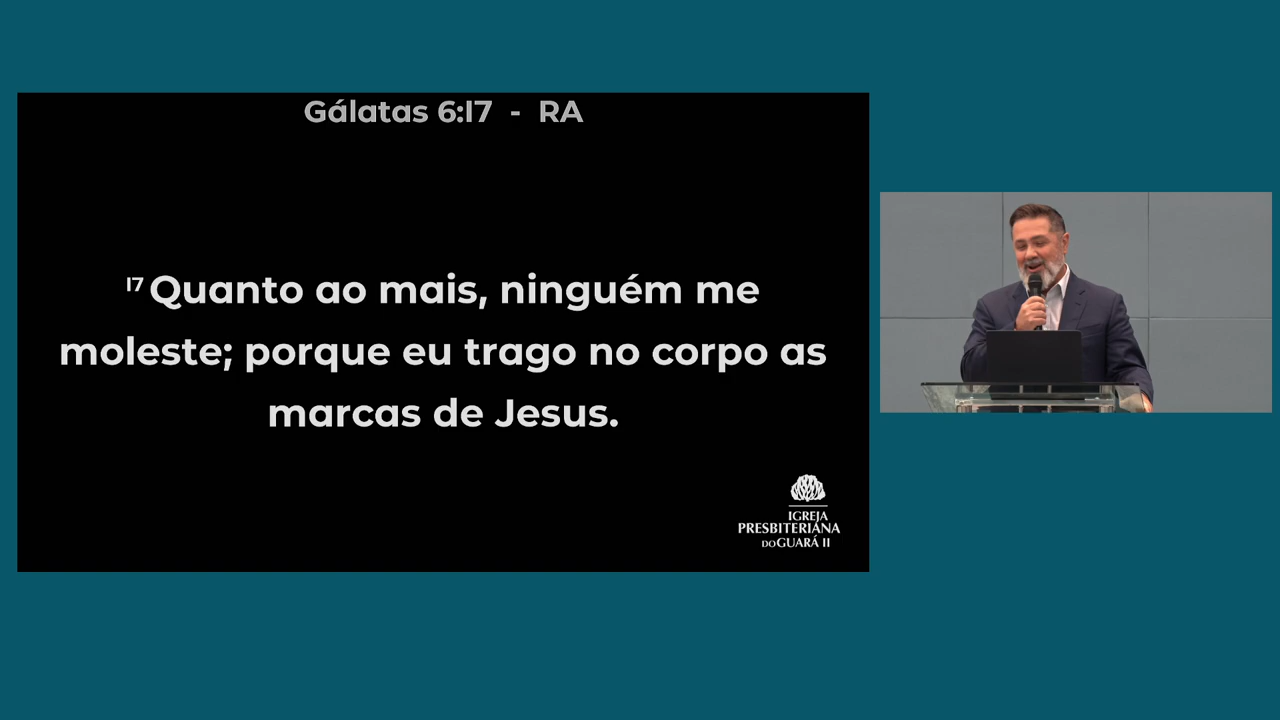 Gálatas 6:17 - RA
17 Quanto ao mais, ninguém me
moleste; porque eu trago no corpo as
marcas de Jesus.
IGREJA
PRESBITERIANA
DO GUARÁ II